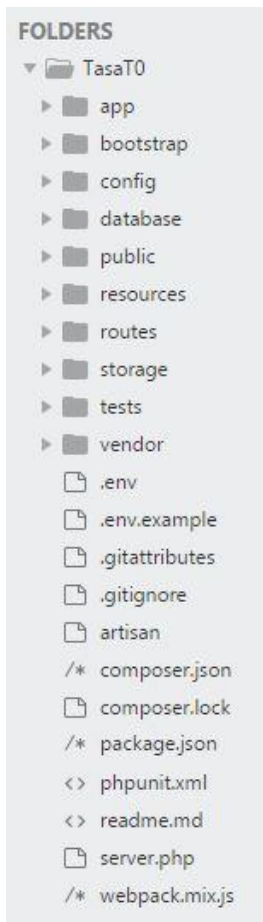 FOLDERS
TasaT0
app
bootstrap
config
database
public
resources
routes
storage
tests
vendor
.env
.env.example
.gitattributes
.gitignore
artisan
/* composer.json
composer.lock
/* package.json
<> phpunit.xml
<> readme.md
server.php
/* webpack.mix.js